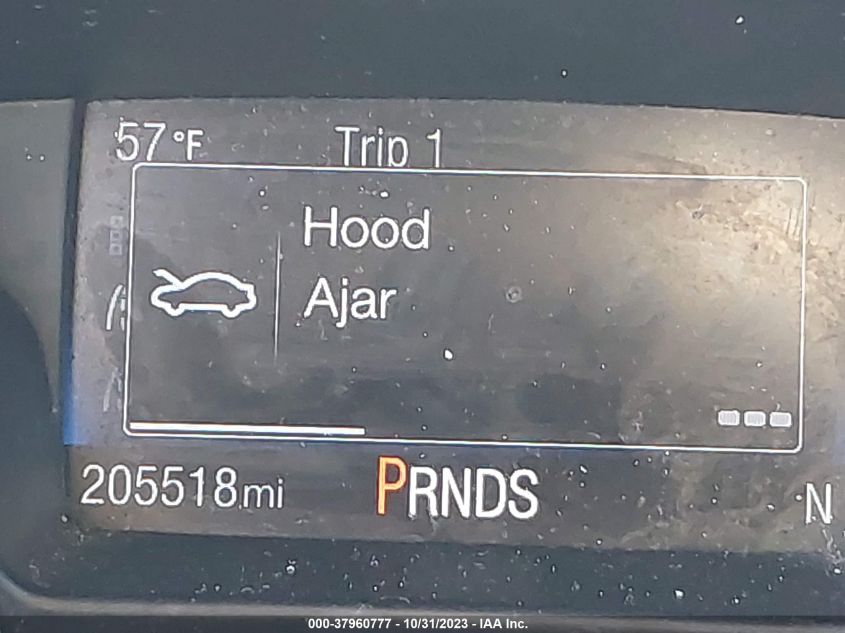 57°F Trip 1
Hood
Ajar
205518mi PRNDS N
000-37960777 - 10/31/2023 - IAA Inc.